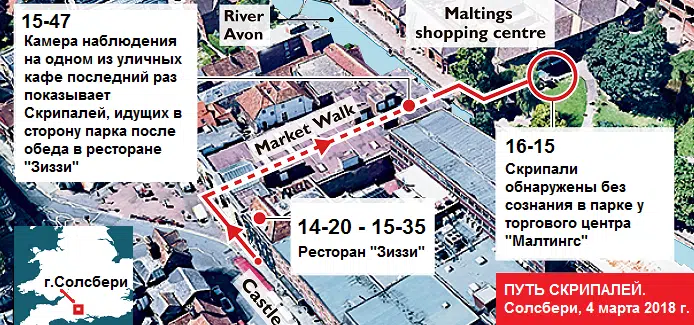 15-47
Камера наблюдения
на одном из уличных
кафе последний раз
показывает
Скрипалей, идущих в
сторону парка после
обеда в ресторане
"Зиззи"
River
Avon
Maltings
shopping centre
Market Walk
16-15
Скрипали
обнаружены без
сознания в парке у
торгового центра
"Малтингс"
14-20 - 15-35
Ресторан "Зиззи"
Castle
г.Солсбери
ПУТЬ СКРИПАЛЕЙ.
Солсбери, 4 марта 2018 г.